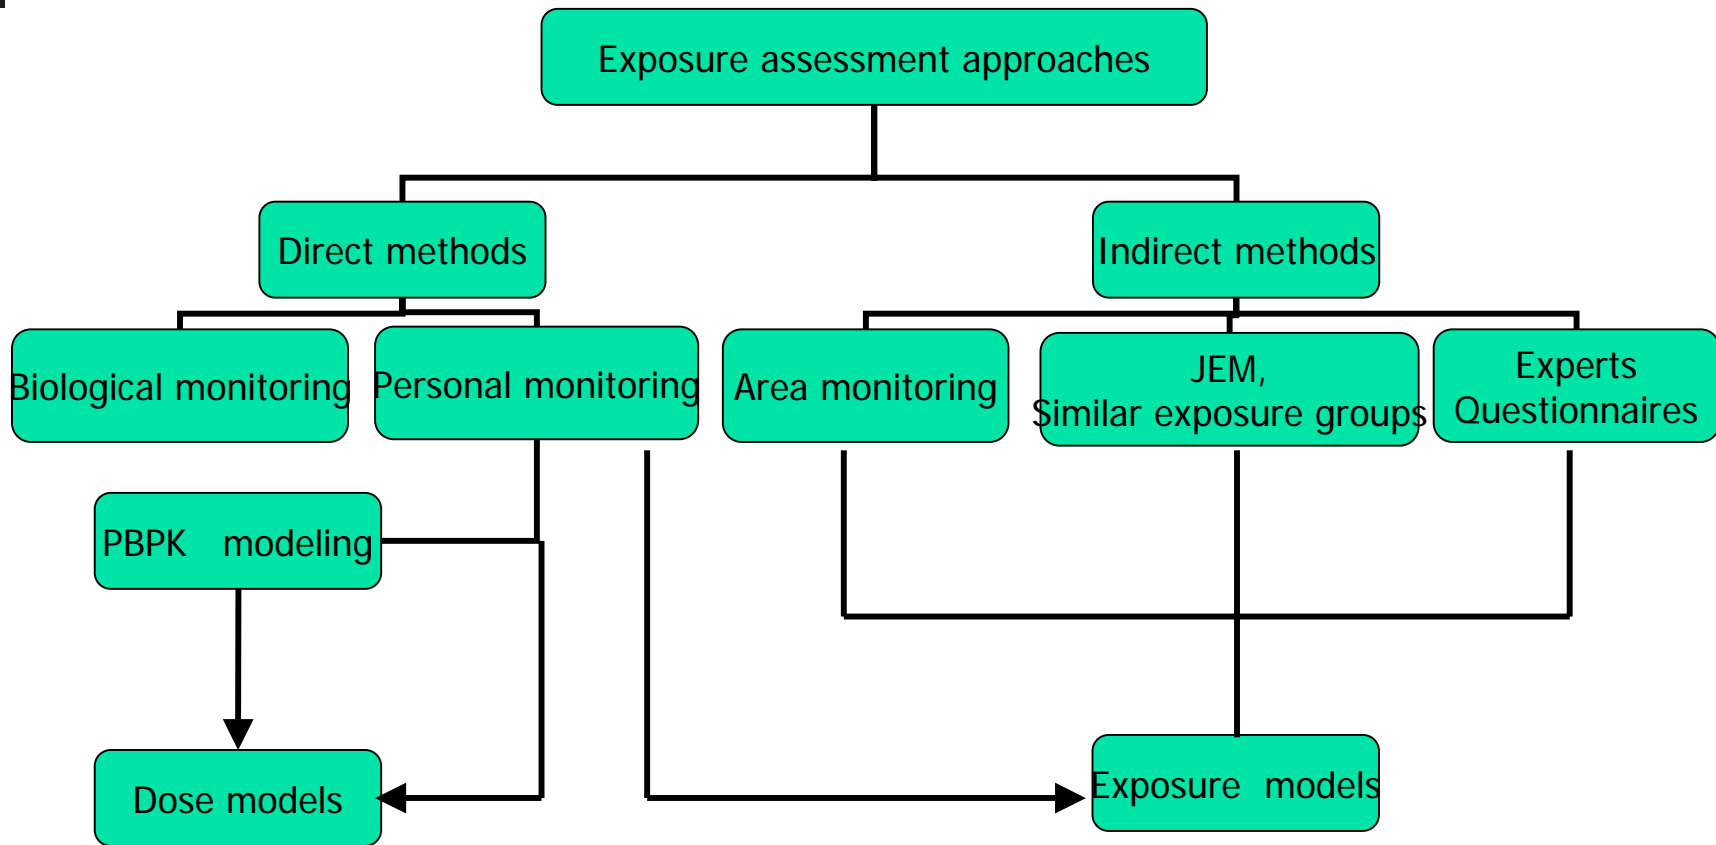 Exposure assessment approaches
Direct methods
Indirect methods
Biological monitoring
Personal monitoring
Area monitoring
JEM,
Similar exposure groups
Experts
Questionnaires
PBPK modeling
Dose models
Exposure models